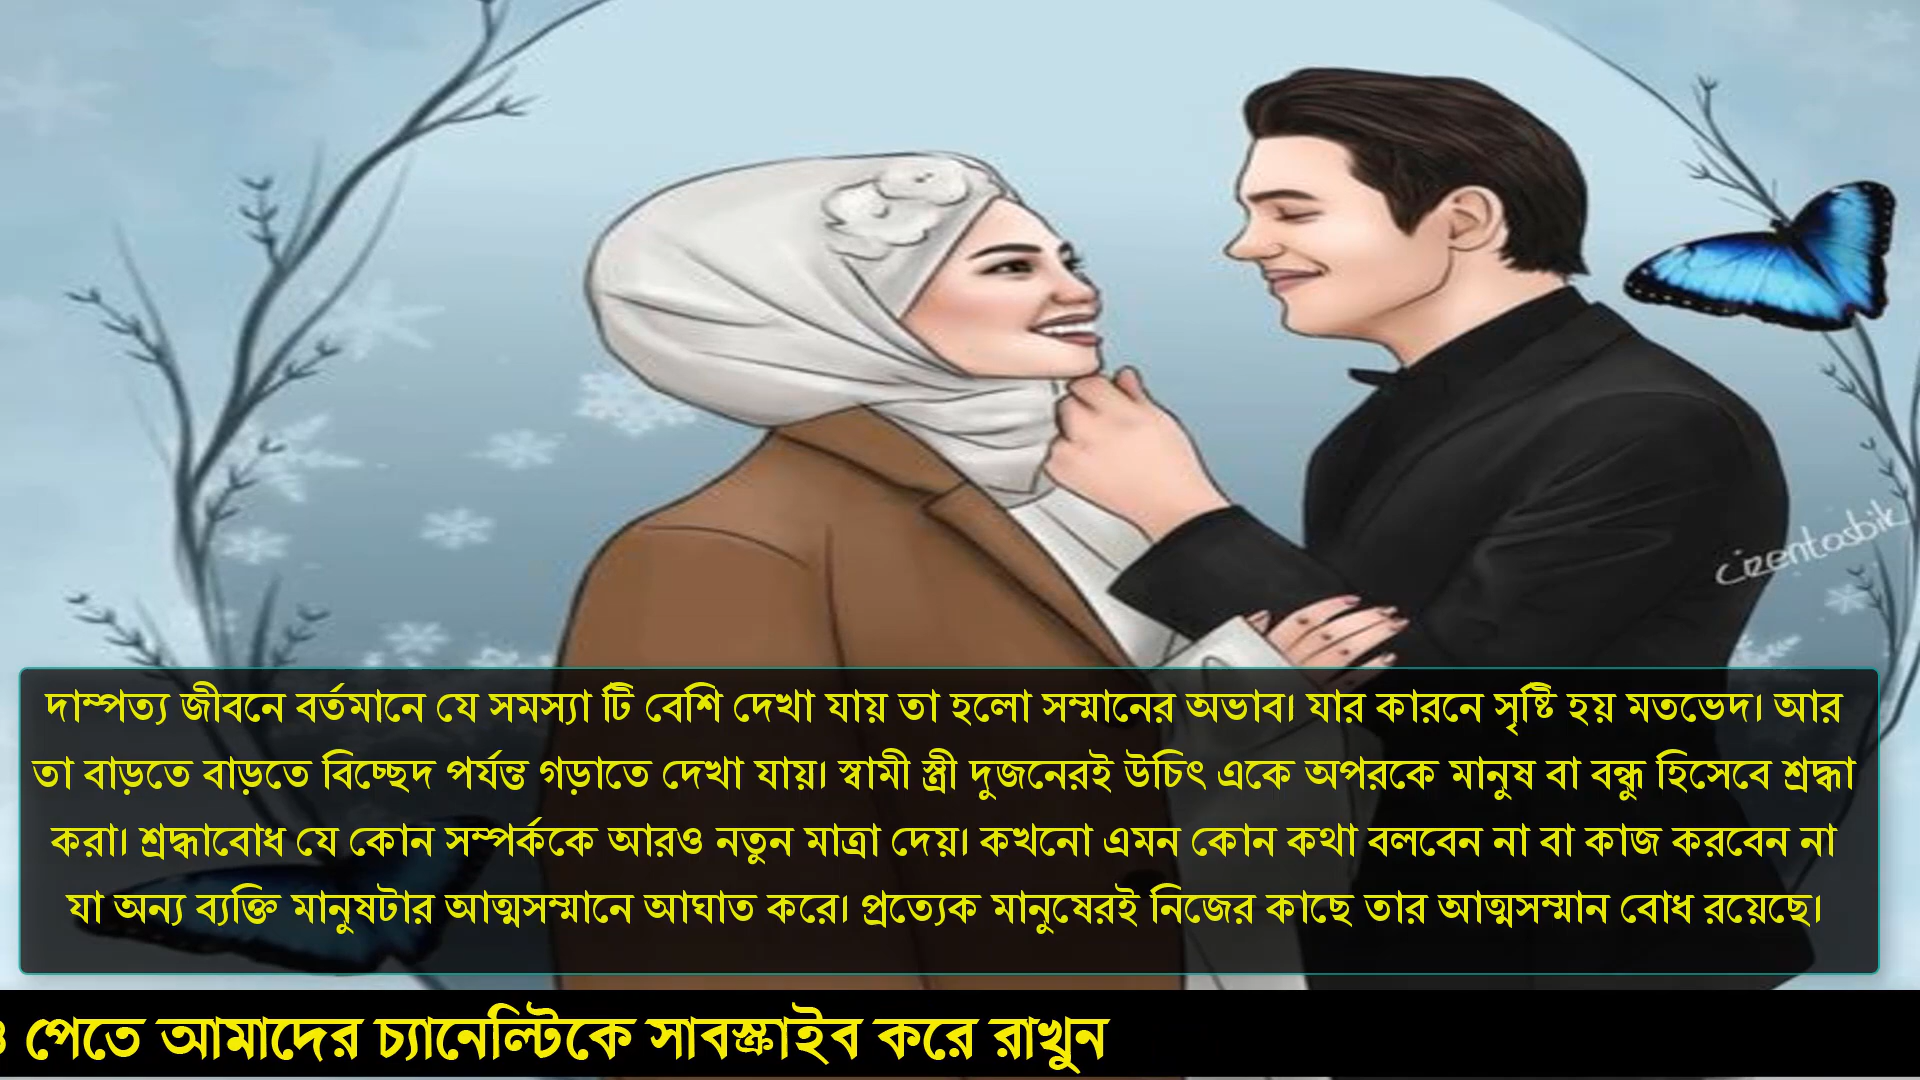 cizentosbik
দাম্পত্য জীবনে বর্তমানে যে সমস্যা টি বেশি দেখা যায় তা হলো সম্মানের অভাব। যার কারনে সৃষ্টি হয় মতভেদ। আর
তা বাড়তে বাড়তে বিচ্ছেদ পর্যন্ত গড়াতে দেখা যায়। স্বামী স্ত্রী দুজনেরই উচিৎ একে অপরকে মানুষ বা বন্ধু হিসেবে শ্রদ্ধা
করা। শ্রদ্ধাবোধ যে কোন সম্পর্ককে আরও নতুন মাত্রা দেয়। কখনো এমন কোন কথা বলবেন না বা কাজ করবেন না
যা অন্য ব্যক্তি মানুষটার আত্মসম্মানে আঘাত করে। প্রত্যেক মানুষেরই নিজের কাছে তার আত্মসম্মান বোধ রয়েছে।
পেতে আমাদের চ্যানেল্টিকে সাবস্ক্রাইব করে রাখুন